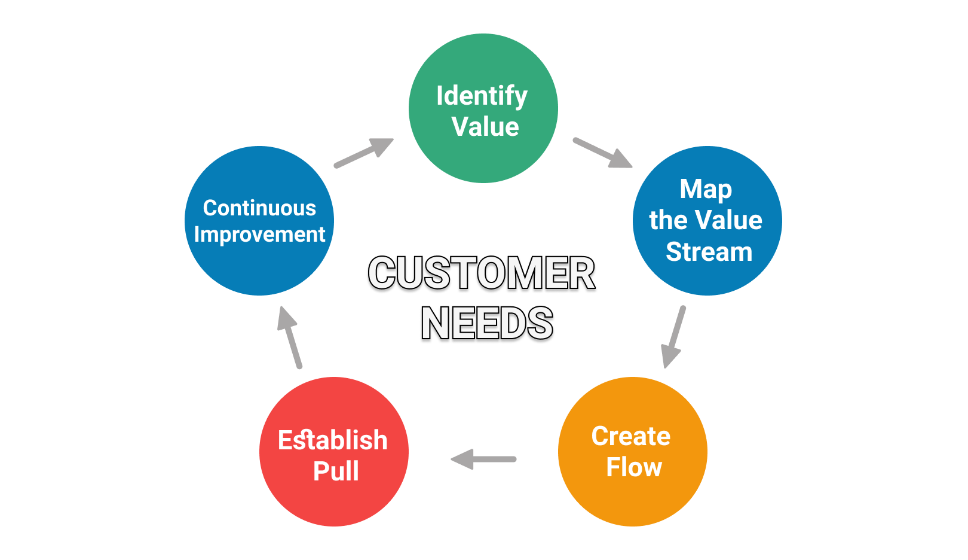 Identify
Value
Map
the Value
Stream
Create
Flow
Establish
Pull
Continuous
Improvement
CUSTOMER
NEEDS